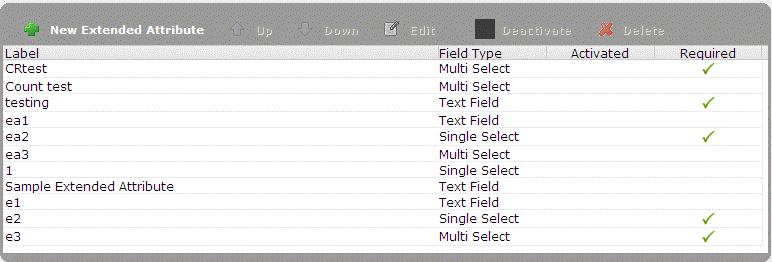 New Extended Attribute Up Down Edit Deactivate Delete
Label Field Type Activated Required
CRtest Multi Select
Count test Multi Select
testing Text Field
ea1 Text Field
ea2 Single Select
ea3 Multi Select
1 Single Select
Sample Extended Attribute Text Field
e1 Text Field
e2 Single Select
e3 Multi Select